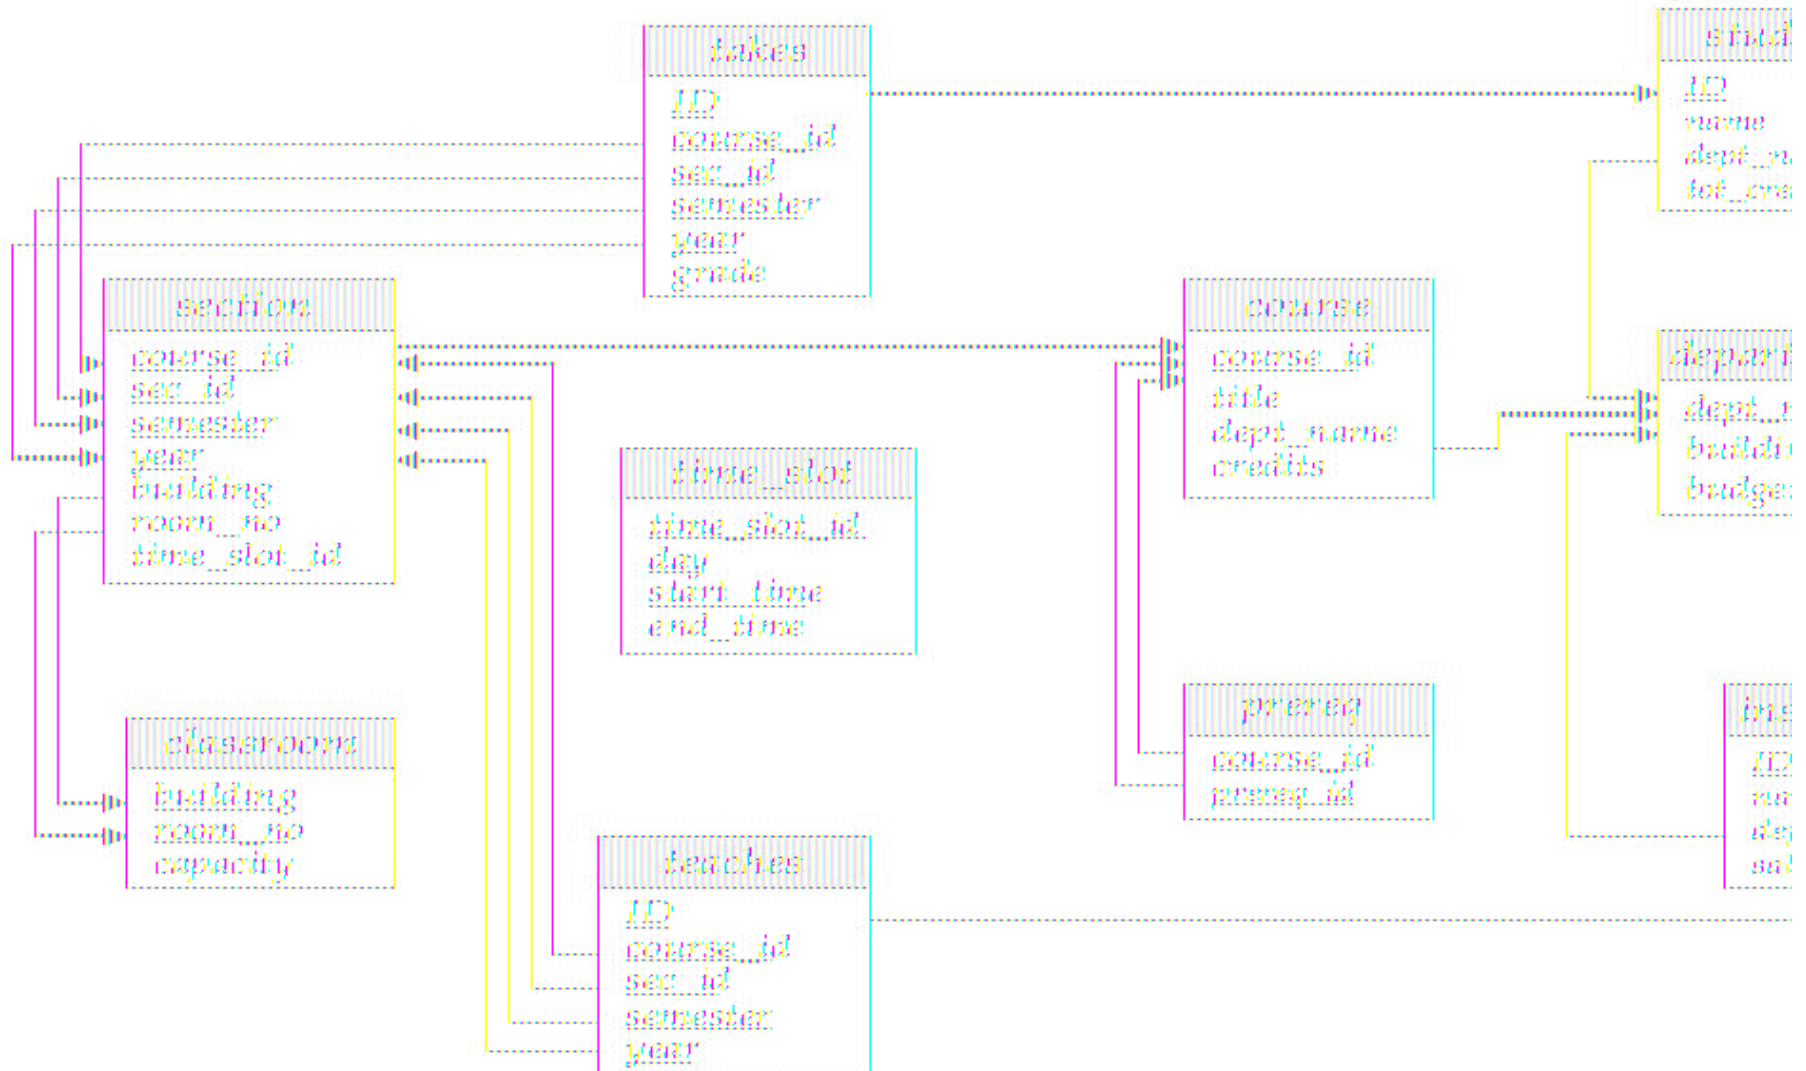 takes
ID
course_id
sec_id
semester
year
grade
section
course_id
sec_id
semester
year
building
room_no
time_slot_id
time_slot
time_slot_id
day
start_time
end_time
course
course_id
title
dept_name
credits
classroom
building
room_no
capacity
teaches
ID
course_id
sec_id
semester
year
prereq
course_id
prereq_id
ID
name
ID